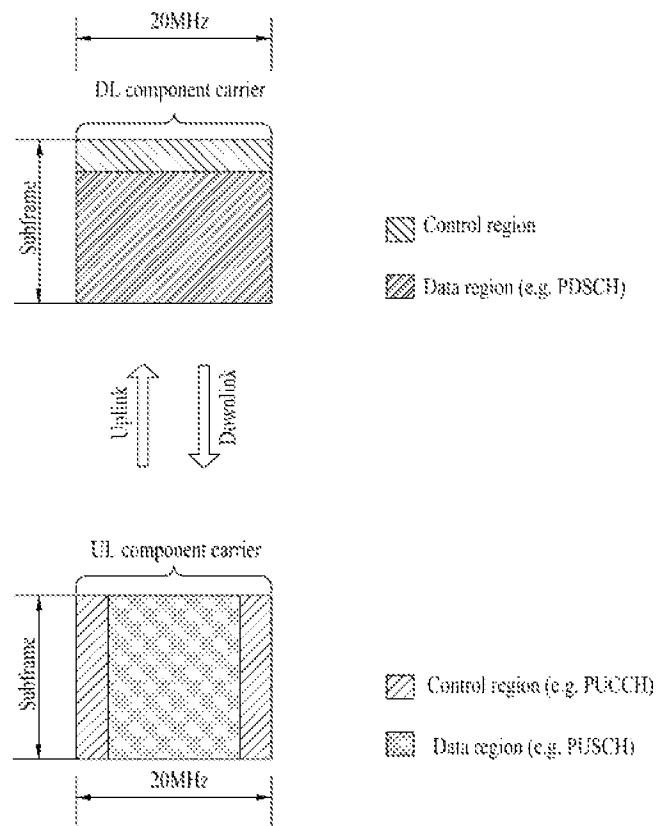 20MHz
DL component carrier
Subframe
Control region
Data region (e.g. PDSCH)
Uplink
Downlink
UL component carrier
Subframe
Control region (e.g. PUCCH)
Data region (e.g. PUSCH)
20MHz